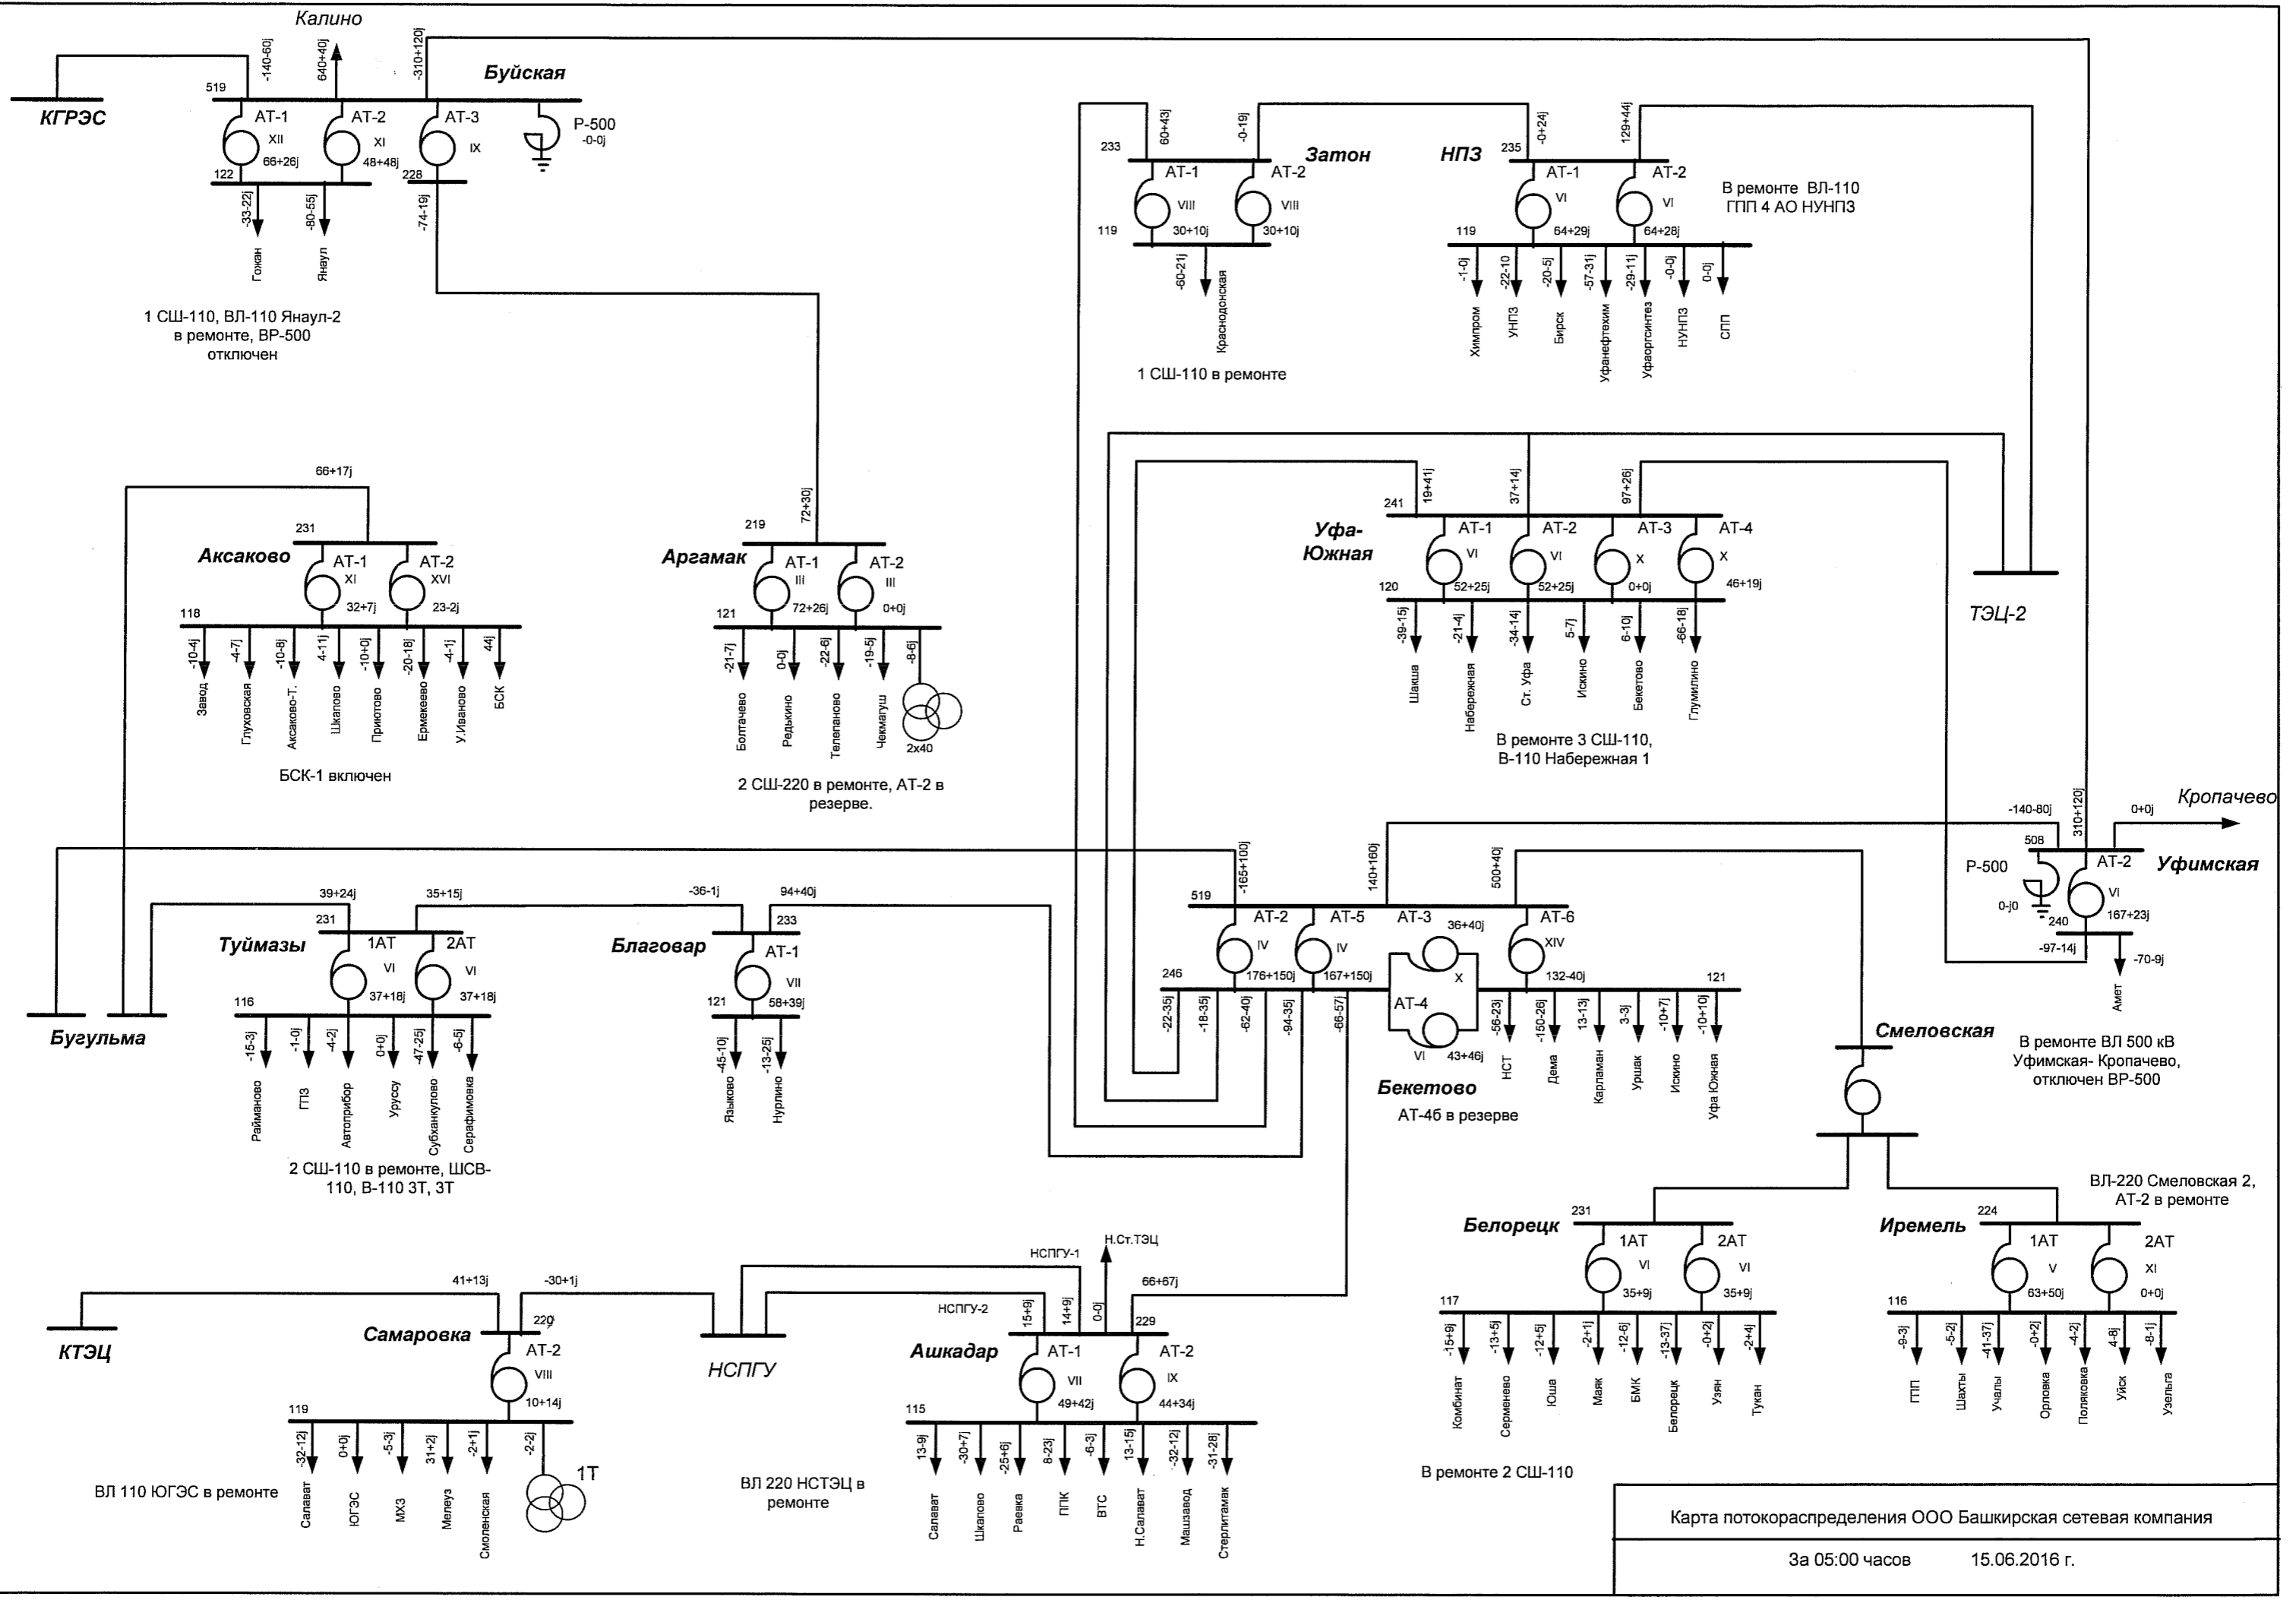 Калино
-140-60j
640+40j
-310+120j
Буйская
519
КГРЭС
АТ-1
XII
66+26j
АТ-2
XI
48+48j
АТ-3
IX
Р-500
-0-0j
122
228
-33-22j
-80-55j
-74-19j
Гожан
Янаул
1 СШ-110, ВЛ-110 Янаул-2
в ремонте, ВР-500
отключен
60+43j
-0-19j
233
Затон
АТ-1
VIII
30+10j
АТ-2
VIII
30+10j
119
-60-21j
Краснодонская
1 СШ-110 в ремонте
-0+24j
129+44j
НПЗ
235
АТ-1
VI
64+29j
АТ-2
VI
64+28j
В ремонте ВЛ-110
ГПП 4 АО НУНПЗ
119
-1-0j
-22-10
-20-5j
-57-31j
-29-11j
-0-0j
0-0j
Химпром
УНПЗ
Бирск
Уфанефтехим
Уфаоргсинтез
НУНПЗ
СПП
66+17j
231
Аксаково
АТ-1
XI
32+7j
АТ-2
XVI
23-2j
118
-10-4j
-4-7j
-10-8j
4-11j
-10+0j
-20-18j
-4-1j
44j
Завод
Глуховская
Аксаково-Т.
Шкапово
Приютово
Ермекеево
У.Иваново
БСК
БСК-1 включен
72+30j
219
Аргамак
АТ-1
III
72+26j
АТ-2
III
0+0j
121
-21-7j
0-0j
-22-6j
-19-5j
-8-6j
Болтачево
Редькино
Телепаново
Чекмагуш
2х40
2 СШ-220 в ремонте, АТ-2 в
резерве.
19+41j
37+14j
97+26j
241
Уфа-
Южная
АТ-1
VI
52+25j
АТ-2
VI
52+25j
АТ-3
X
0+0j
АТ-4
X
46+19j
120
-39-15j
-21-4j
-34-14j
5-7j
6-10j
-66-18j
Шакша
Набережная
Ст. Уфа
Искино
Бекетово
Глумилино
В ремонте 3 СШ-110,
В-110 Набережная 1
ТЭЦ-2
-140-80j
310+120j
0+0j
Кропачево
508
Р-500
0-j0
АТ-2
VI
167+23j
Уфимская
240
-97-14j
-70-9j
Амет
В ремонте ВЛ 500 кВ
Уфимская- Кропачево,
отключен ВР-500
39+24j
35+15j
231
Туймазы
1АТ
VI
37+18j
2АТ
VI
37+18j
116
-15-3j
-1-0j
-4-2j
0+0j
-47-25j
-6-5j
Райманово
ГПЗ
Автоприбор
Уруссу
Субханкулово
Серафимовка
2 СШ-110 в ремонте, ШСВ-
110, В-110 3Т, 3Т
Бугульма
-36-1j
94+40j
233
Благовар
АТ-1
VII
58+39j
121
-45-10j
-13-25j
Языково
Нурлино
-165+100j
140+160j
500+40j
519
АТ-2
IV
176+150j
АТ-5
IV
167+150j
АТ-3
36+40j
X
АТ-4
VI
43+46j
АТ-6
XIV
132-40j
246
121
-22-35j
-18-35j
-62-40j
-94-35j
-66-57j
-56-23j
-150-26j
13-13j
3-3j
-10+7j
-10+10j
НСТ
Дема
Карламан
Уршак
Искино
Уфа Южная
Бекетово
АТ-4б в резерве
Смеловская
ВЛ-220 Смеловская 2,
АТ-2 в ремонте
231
Белорецк
1АТ
VI
35+9j
2АТ
VI
35+9j
117
-15+9j
-13+5j
-12+5j
-2+1j
-12-6j
-13-37j
-0+2j
-2+4j
Комбинат
Серменево
Юша
Маяк
БМК
Белорецк
Узян
Тукан
В ремонте 2 СШ-110
224
Иремель
1АТ
V
63+50j
2АТ
XI
0+0j
116
-9-3j
-5-2j
-41-37j
-0+2j
-4-2j
4-8j
-8-1j
ГПП
Шахты
Учалы
Орловка
Поляковка
Уйск
Узельга
41+13j
-30+1j
220
Самаровка
КТЭЦ
АТ-2
VIII
10+14j
119
-32-12j
0+0j
-5-3j
31+2j
-2+1j
-2-2j
Салават
ЮГЭС
МХЗ
Мелеуз
Смоленская
1Т
ВЛ 110 ЮГЭС в ремонте
НСПГУ
НСПГУ-1
НСПГУ-2
Н.Ст.ТЭЦ
15+9j
14+9j
0-0j
66+67j
229
Ашкадар
АТ-1
VII
49+42j
АТ-2
IX
44+34j
115
13-9j
-30+7j
-25+6j
8-23j
-6-3j
13-15j
-32-12j
-31-28j
Салават
Шкапово
Раевка
ППК
ВТС
Н.Салават
Машзавод
Стерлитамак
ВЛ 220 НСТЭЦ в
ремонте
Карта потокораспределения ООО Башкирская сетевая компания
За 05:00 часов 15.06.2016 г.